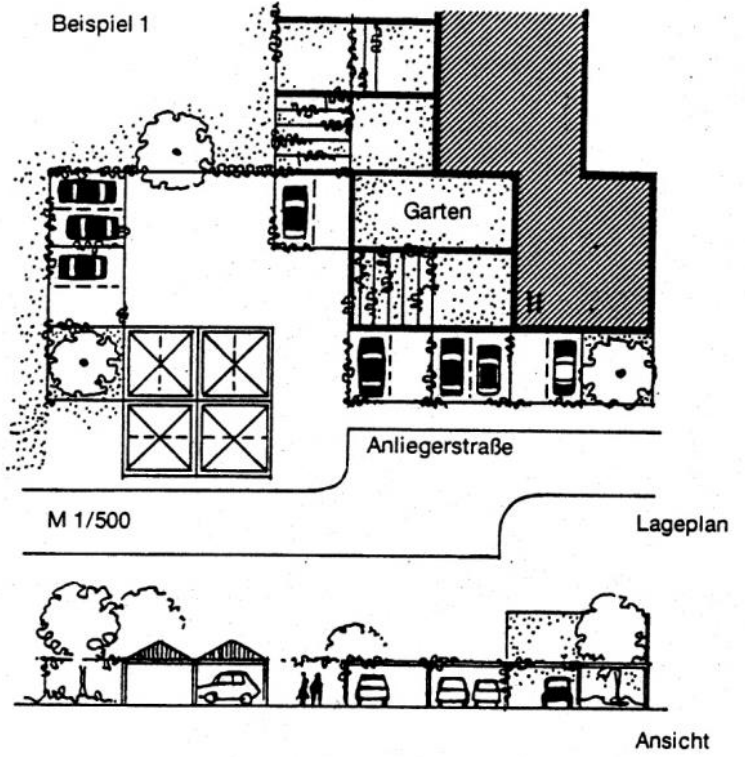 Beispiel 1
Garten
Anliegerstraße
M 1/500
Lageplan
Ansicht